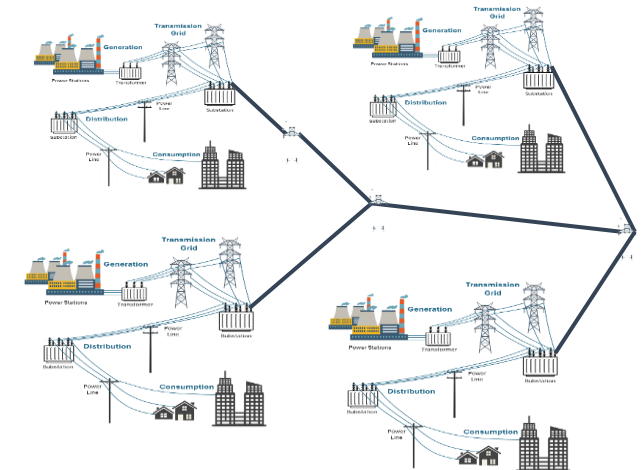 Transmission
Grid
Generation
Power Stations
Transformer
Substation
Power
Line
Distribution
Substation
Power
Line
Consumption
Transmission
Grid
Generation
Power Stations
Transformer
Substation
Power
Line
Distribution
Substation
Power
Line
Consumption
Transmission
Grid
Generation
Power Stations
Transformer
Substation
Power
Line
Distribution
Substation
Power
Line
Consumption
Transmission
Grid
Generation
Power Stations
Transformer
Substation
Power
Line
Distribution
Substation
Power
Line
Consumption